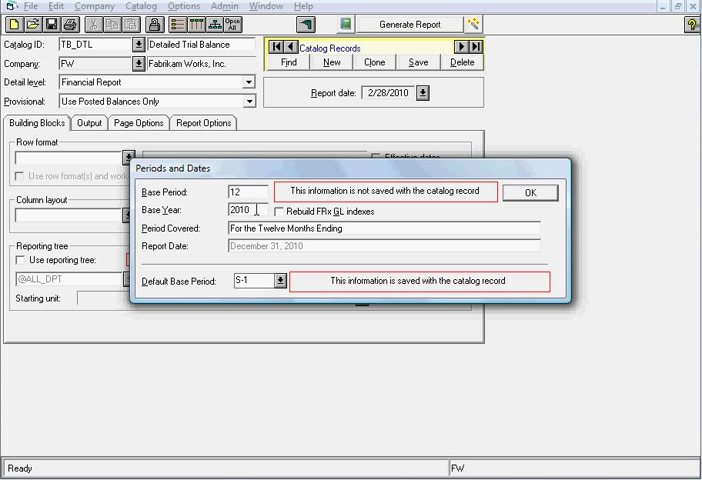 File Edit Company Catalog Options Admin Window Help
Open All
Generate Report
Catalog ID: TB_DTL Detailed Trial Balance
Company: FW Fabrikam Works, Inc.
Detail level: Financial Report
Provisional: Use Posted Balances Only
Catalog Records
Find New Clone Save Delete
Report date: 2/28/2010
Building Blocks Output Page Options Report Options
Row format
Effective dates
Use row format(s) and work
Column layout
Reporting tree
Use reporting tree:
@ALL_DPT
Starting unit:
Periods and Dates
Base Period: 12 This information is not saved with the catalog record OK
Base Year: 2010 Rebuild FRx GL indexes
Period Covered: For the Twelve Months Ending
Report Date: December 31, 2010
Default Base Period: S-1 This information is saved with the catalog record
Ready FW